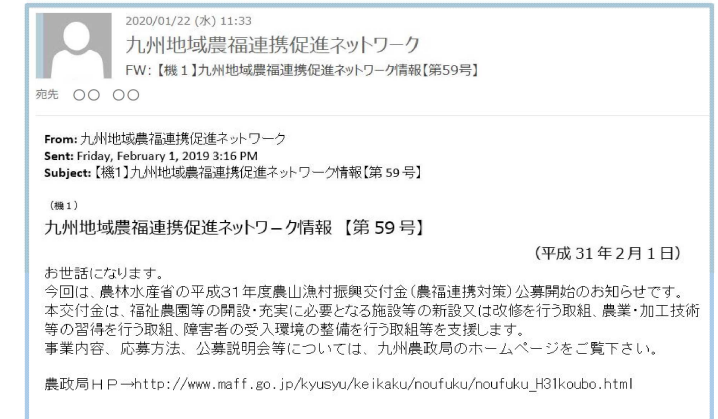 2020/01/22 (水) 11:33
九州地域農福連携促進ネットワーク
FW: 【機1】九州地域農福連携促進ネットワーク情報【第59号】
宛先 ○○ ○○
From: 九州地域農福連携促進ネットワーク
Sent: Friday, February 1, 2019 3:16 PM
Subject: 【機1】九州地域農福連携促進ネットワーク情報【第 59 号】
（機１）
九州地域農福連携促進ネットワーク情報 【第 59 号】
（平成 31 年２月１日）
お世話になります。
今回は、農林水産省の平成３１年度農山漁村振興交付金（農福連携対策）公募開始のお知らせです。
本交付金は、福祉農園等の開設・充実に必要となる施設等の新設又は改修を行う取組、農業・加工技術
等の習得を行う取組、障害者の受入環境の整備を行う取組等を支援します。
事業内容、応募方法、公募説明会等については、九州農政局のホームページをご覧下さい。
農政局ＨＰ→http://www.maff.go.jp/kyusyu/keikaku/noufuku/noufuku_H31koubo.html